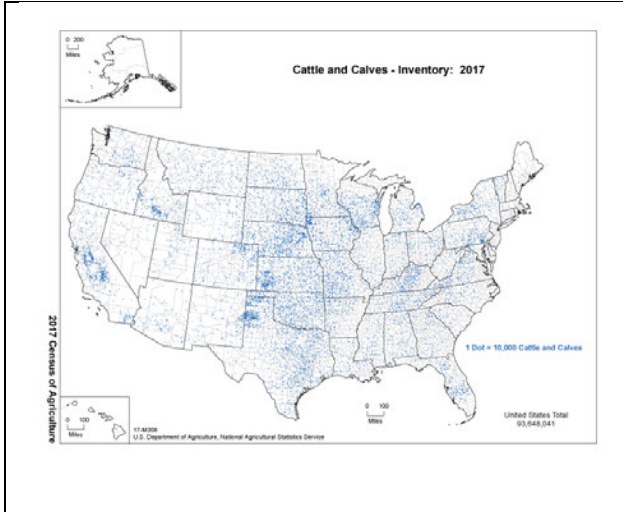 0 200
Miles
Cattle and Calves - Inventory: 2017
1 Dot = 10,000 Cattle and Calves
2017 Census of Agriculture
0 100
Miles
0 100
Miles
17-M208
U.S. Department of Agriculture, National Agricultural Statistics Service
United States Total
93,648,041